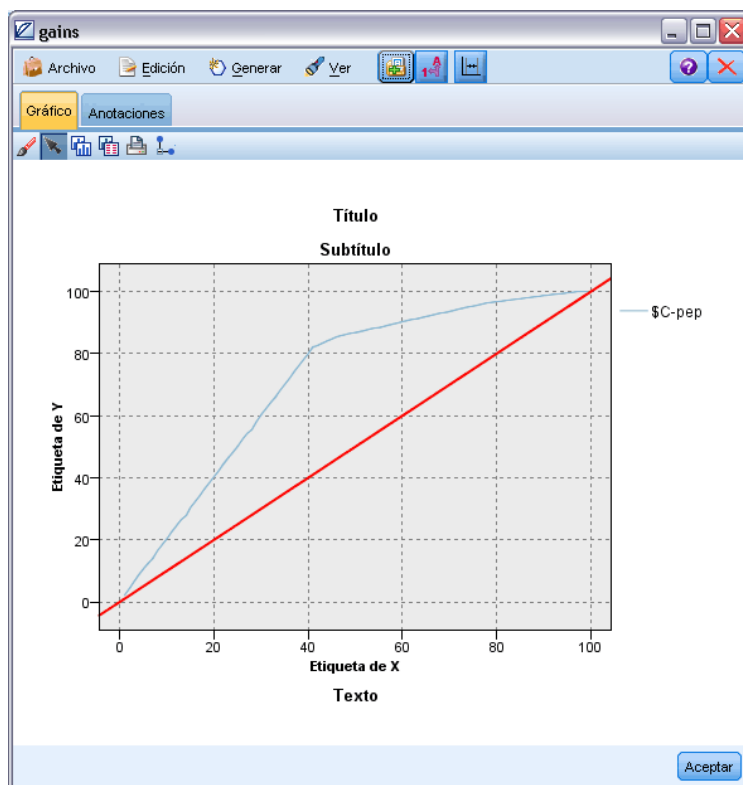 gains
Archivo Edición Generar Ver
Gráfico Anotaciones
Título
Subtítulo
100
80
60
40
20
0
Etiqueta de Y
$C-pep
0 20 40 60 80 100
Etiqueta de X
Texto
Aceptar